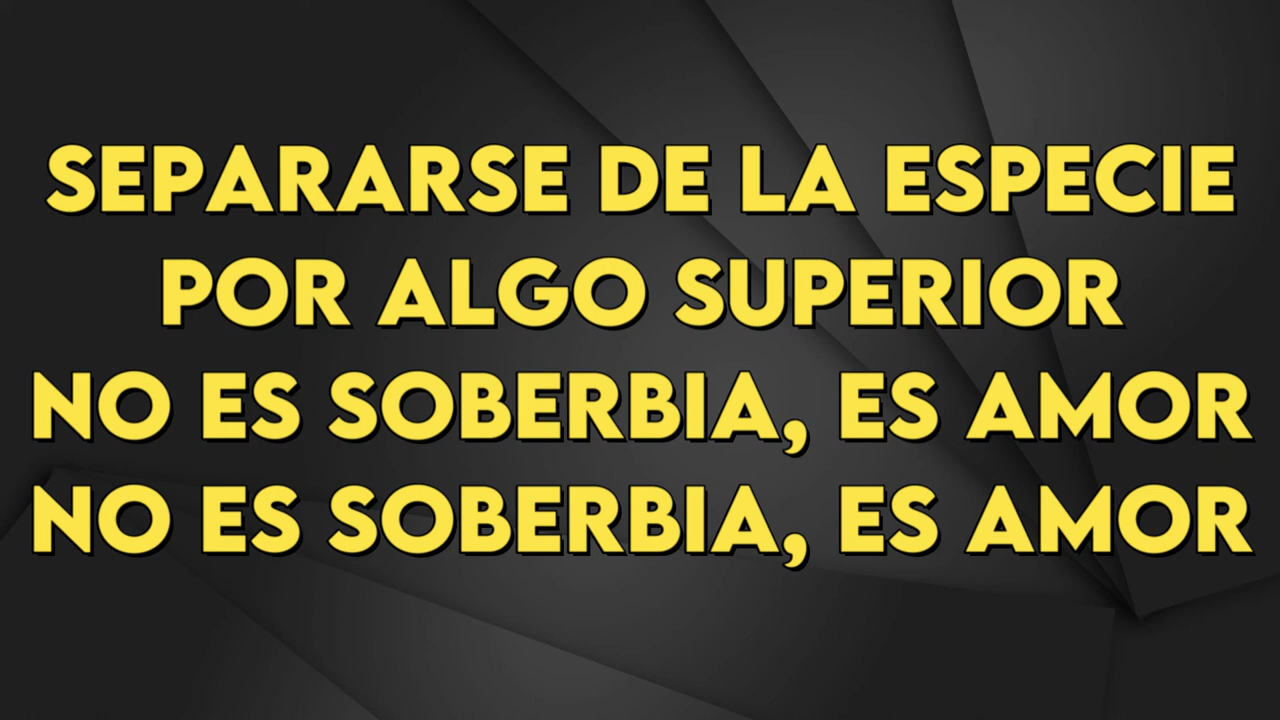 SEPARARSE DE LA ESPECIE
POR ALGO SUPERIOR
NO ES SOBERBIA, ES AMOR
NO ES SOBERBIA, ES AMOR